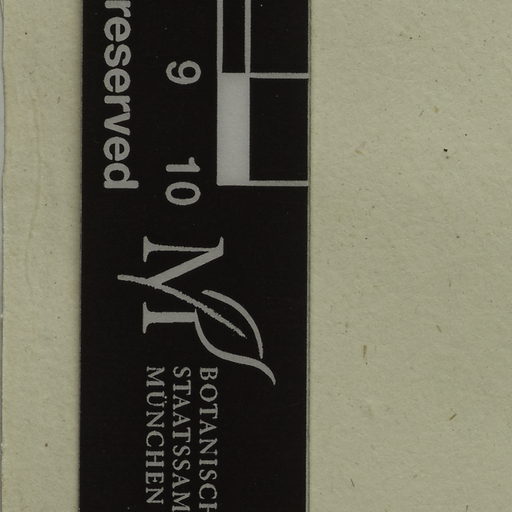 reserved
9 10
M
BOTANISCH
STAATSSAM
MÜNCHEN